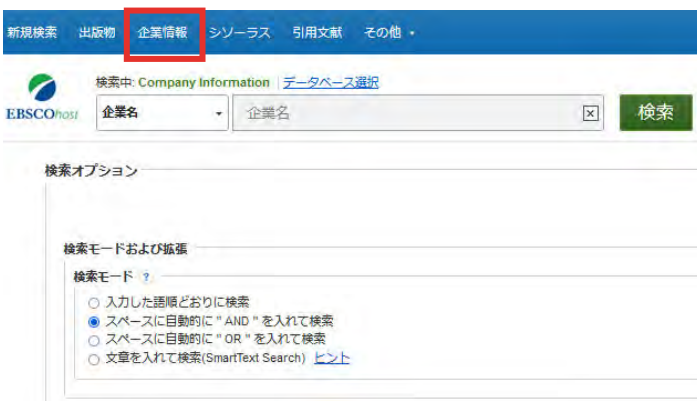 新規検索 出版物 企業情報 シソーラス 引用文献 その他
検索中: Company Information データベース選択
EBSCOhost 企業名 企業名 検索
検索オプション
検索モードおよび拡張
検索モード ?
入力した語順どおりに検索
スペースに自動的に " AND " を入れて検索
スペースに自動的に " OR " を入れて検索
文章を入れて検索(SmartText Search) ヒント